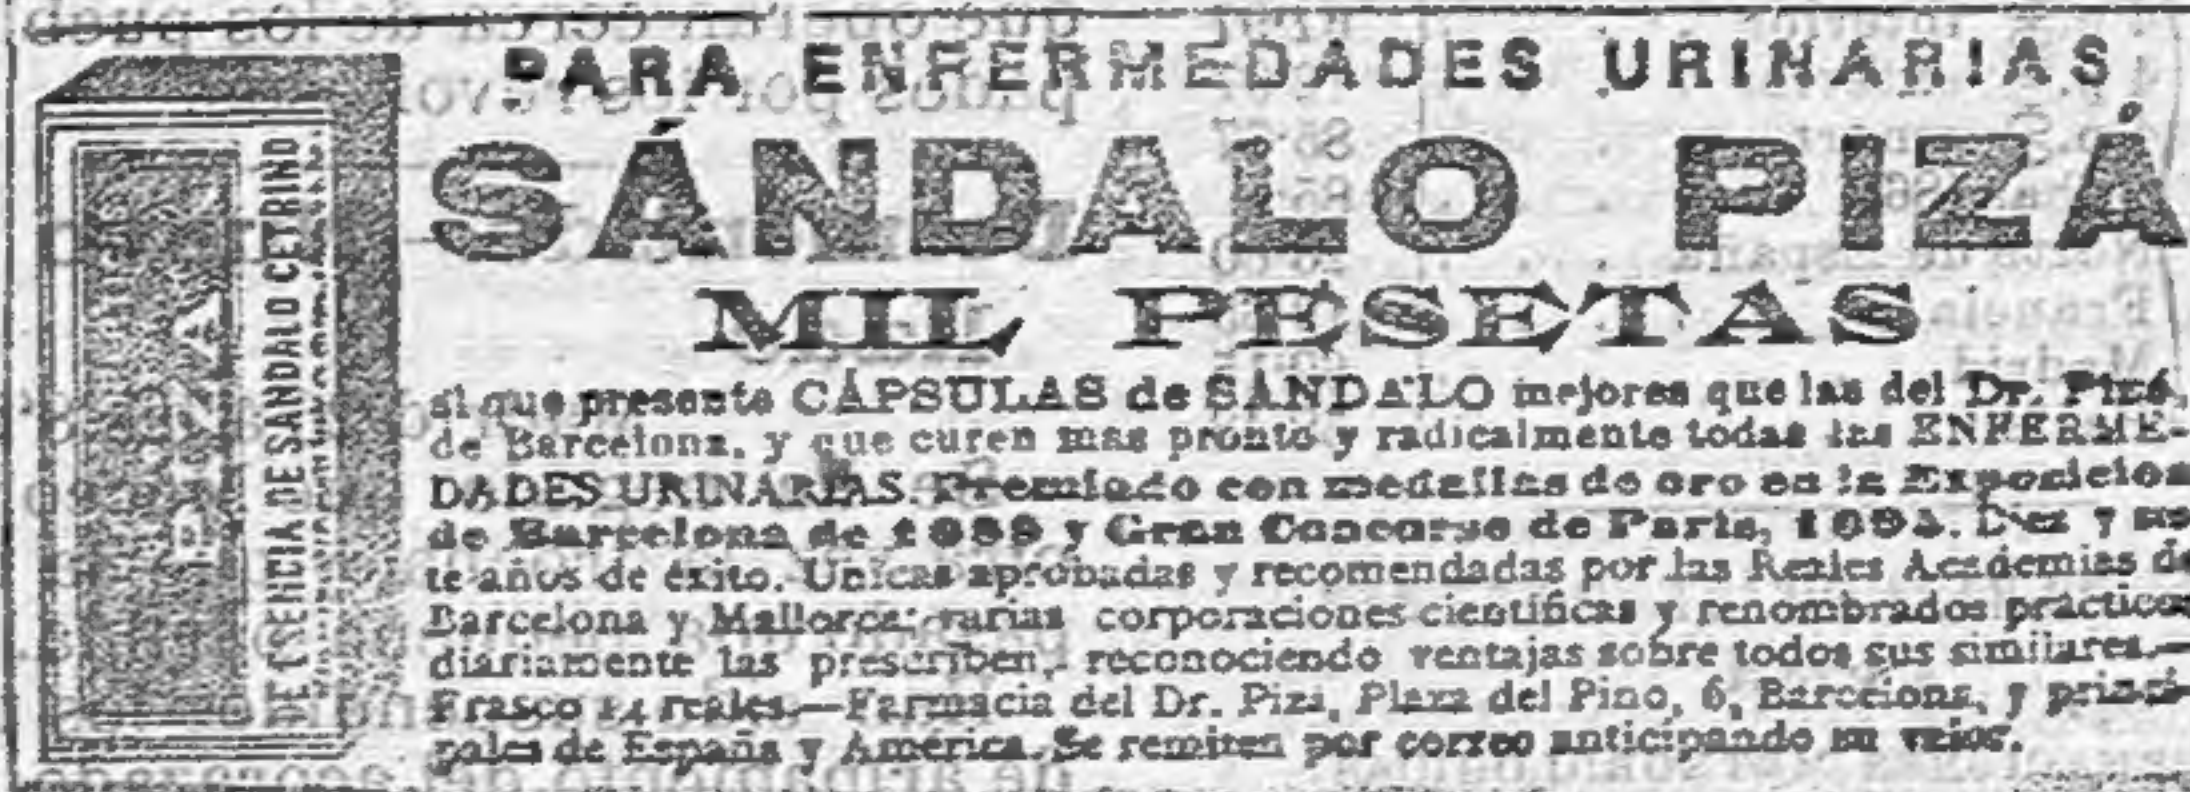 PARA ENFERMEDADES URINARIAS
SÁNDALO PIZÁ
MIL PESETAS
al que presente CÁPSULAS de SÁNDALO mejores que las del Dr. Pizá,
de Barcelona, y que curen mas pronto y radicalmente todas las ENFERME-
DADES URINARIAS. Premiado con medallas de oro en la Exposicion
de Barcelona de 1888 y Gran Concurso de Paris, 1895. Diez y sie
te años de éxito. Unicas aprobadas y recomendadas por las Reales Academias de
Barcelona y Mallorca; varias corporaciones cientificas y renombrados prácticos
diariamente las prescriben, reconociendo ventajas sobre todos sus similares.—
Frasco 14 reales.—Farmacia del Dr. Pizá, Plaza del Pino, 6, Barcelona, y princi-
pales de España y América. Se remiten por correo anticipando su valor.
PIZA
DE ESENCIA DE SANDALO CETRINO